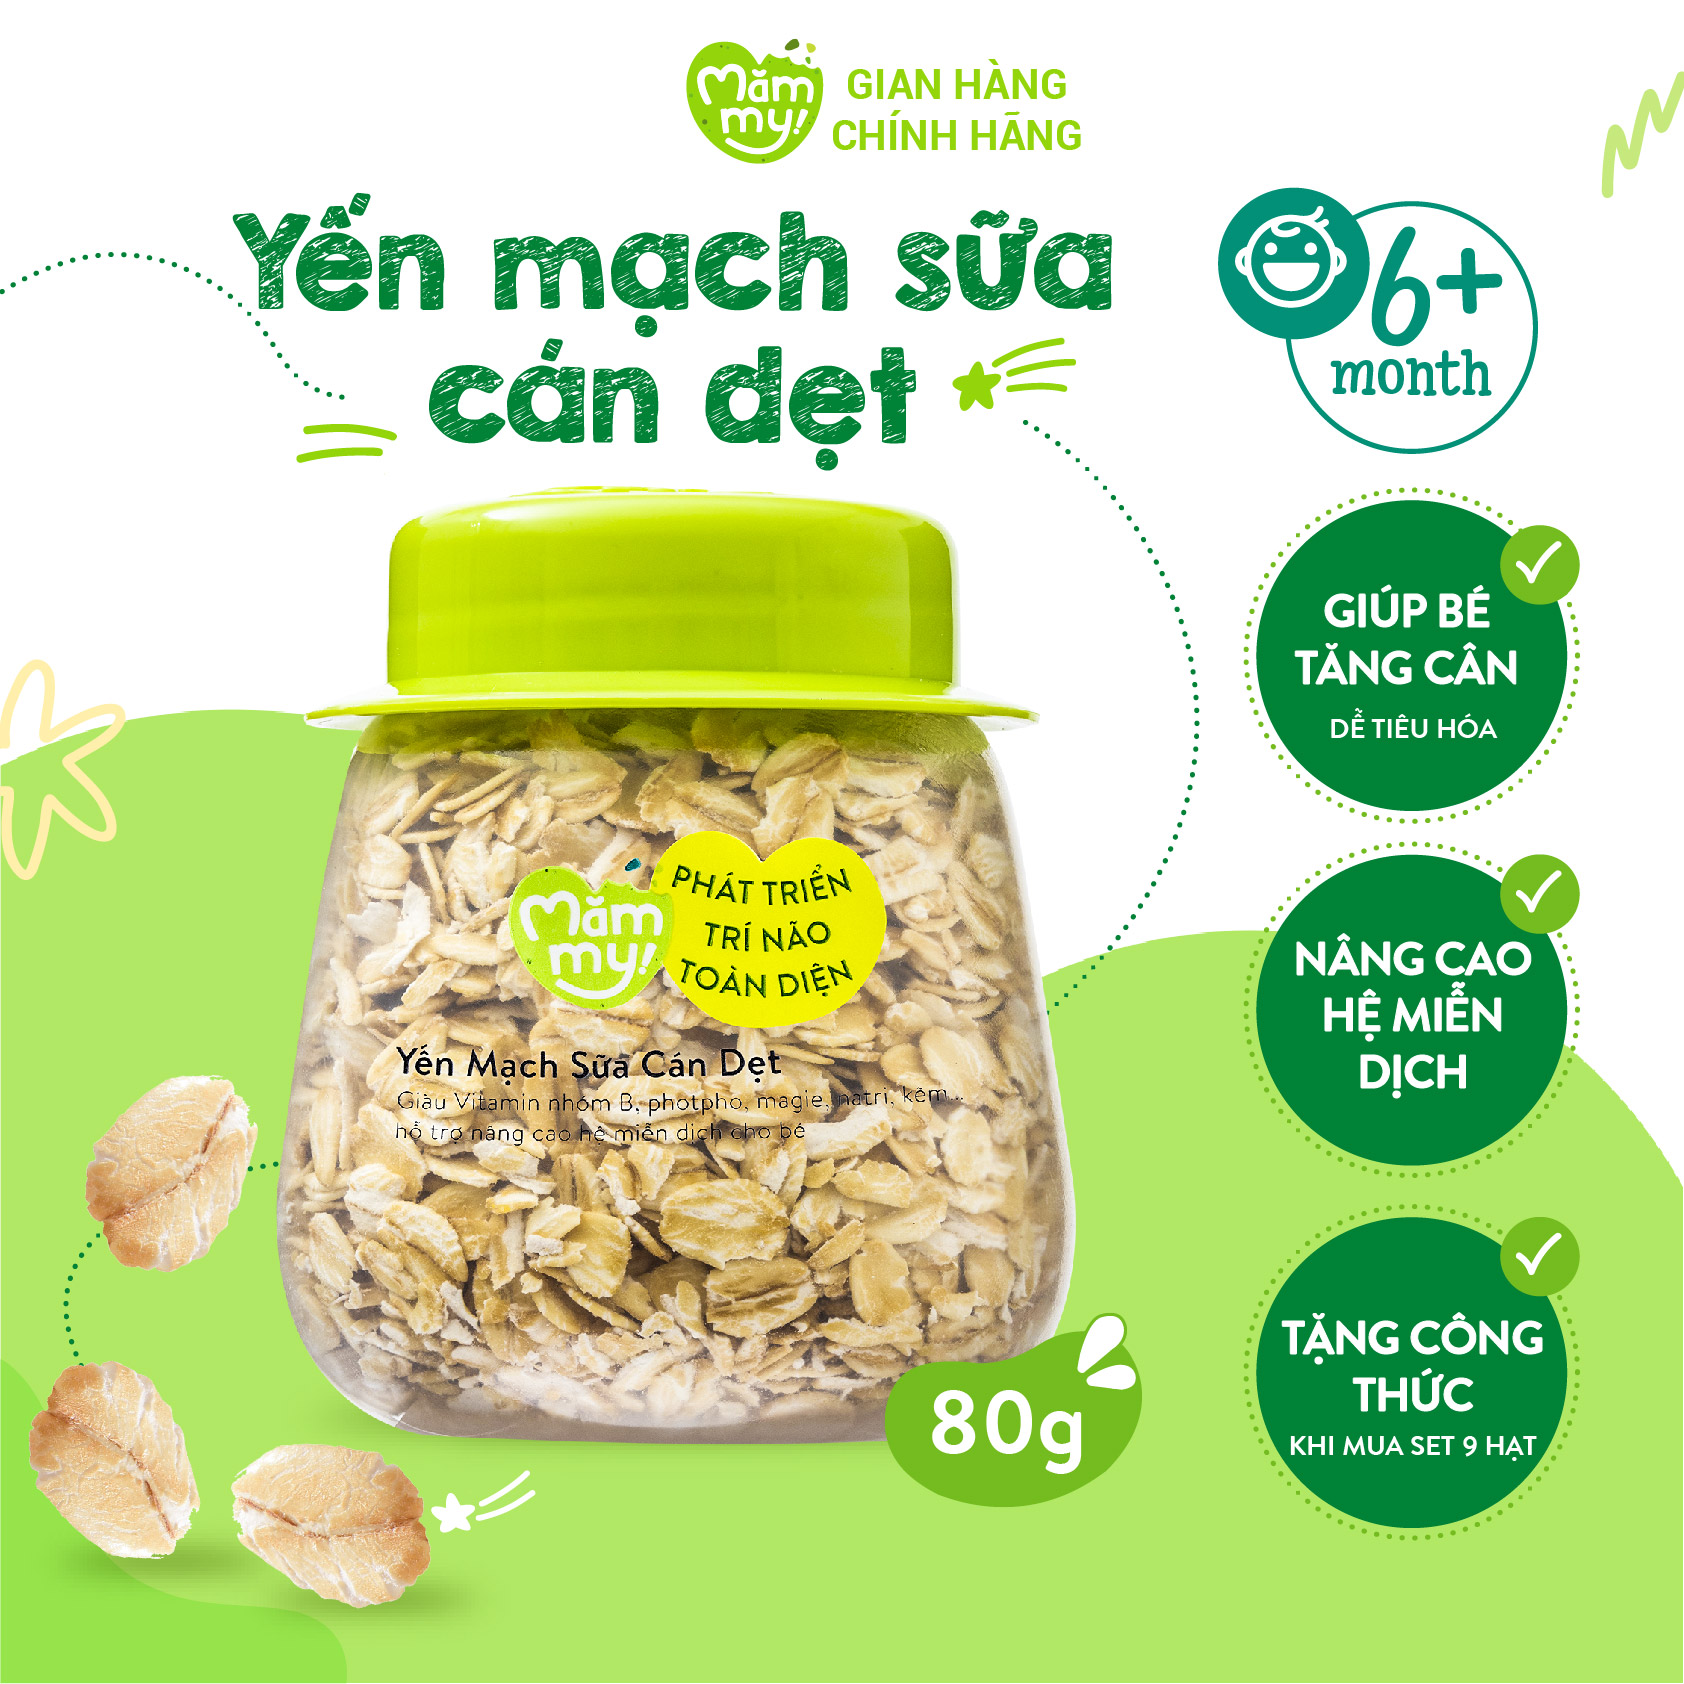 Măm
my!
GIAN HÀNG
CHÍNH HÃNG
Yến mạch sữa
cán dẹt
6+
month
GIÚP BÉ
TĂNG CÂN
DỄ TIÊU HÓA
Măm
my!
PHÁT TRIỂN
TRÍ NÃO
TOÀN DIỆN
Yến Mạch Sữa Cán Dẹt
Giàu Vitamin nhóm B, photpho, magie, natri, kẽm...
hỗ trợ nâng cao hệ miễn dịch cho bé
NÂNG CAO
HỆ MIỄN
DỊCH
80g
TẶNG CÔNG
THỨC
KHI MUA SET 9 HẠT